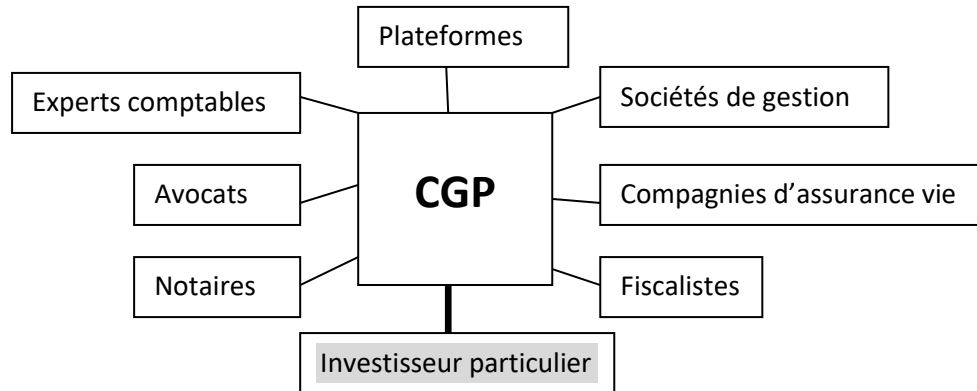 Plateformes
Experts comptables
Sociétés de gestion
CGP
Avocats
Compagnies d’assurance vie
Notaires
Fiscalistes
Investisseur particulier